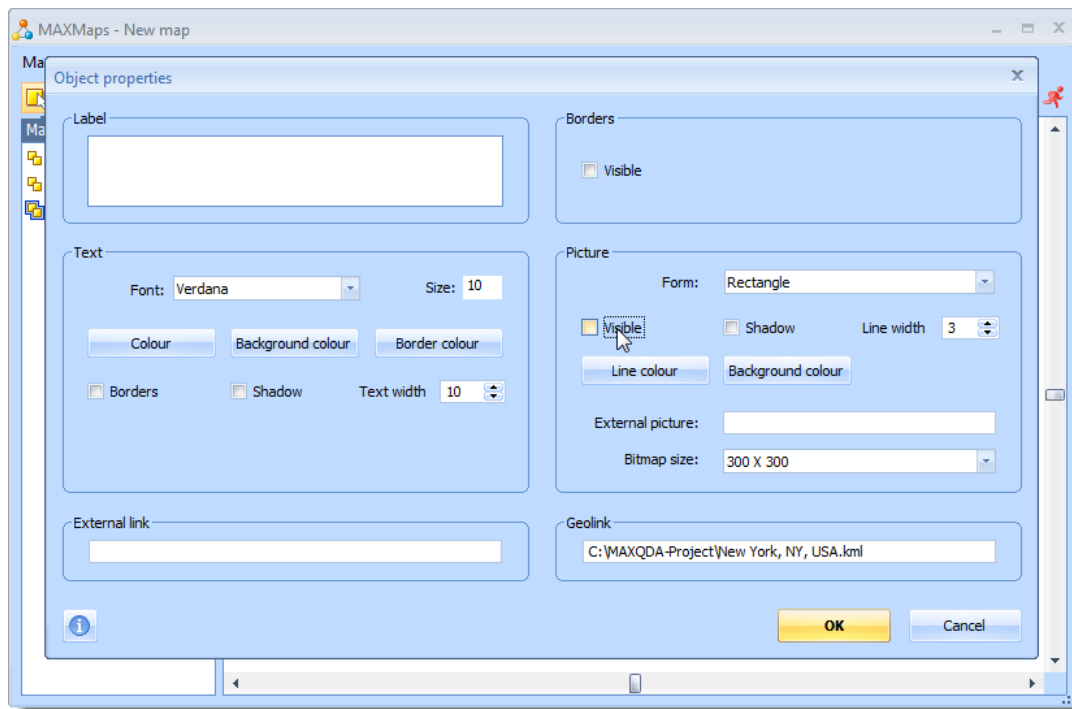 MAXMaps - New map
Ma
Object properties
Ma
Label
Borders
Visible
Text
Font: Verdana
Size: 10
Colour
Background colour
Border colour
Borders
Shadow
Text width 10
Picture
Form: Rectangle
Visible
Shadow
Line width 3
Line colour
Background colour
External picture:
Bitmap size: 300 X 300
External link
Geolink
C:\MAXQDA-Project\New York, NY, USA.kml
OK
Cancel